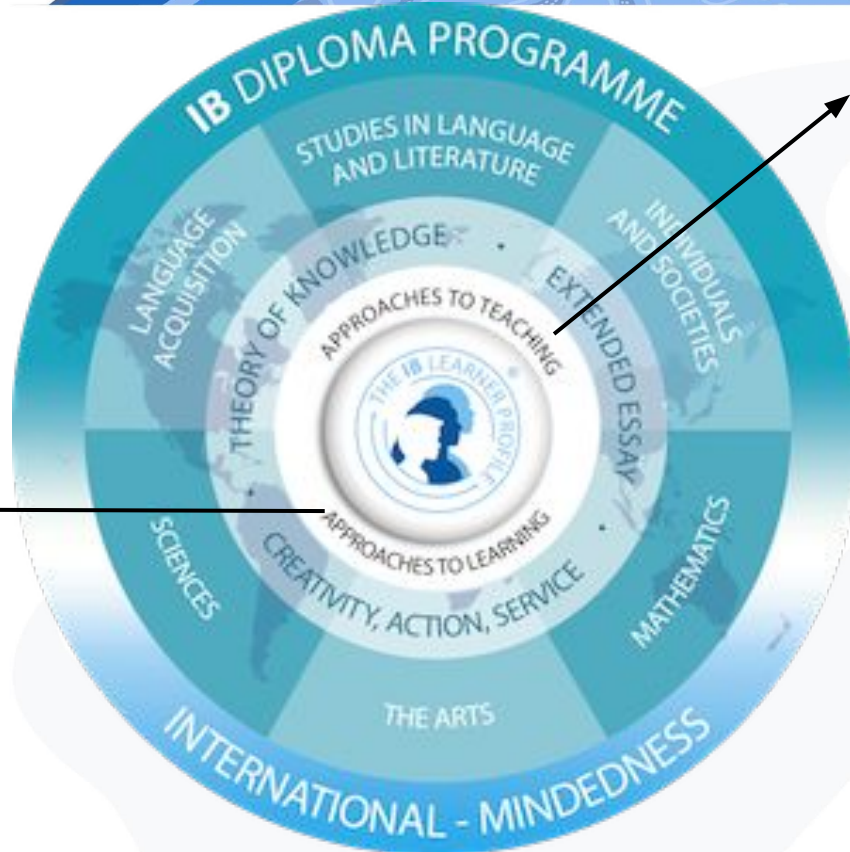 IB DIPLOMA PROGRAMME
STUDIES IN LANGUAGE
AND LITERATURE
LANGUAGE
ACQUISITION
INDIVIDUALS
AND SOCIETIES
THEORY OF KNOWLEDGE
EXTENDED ESSAY
APPROACHES TO TEACHING
THE IB LEARNER PROFILE
®
APPROACHES TO LEARNING
CREATIVITY, ACTION, SERVICE
SCIENCES
MATHEMATICS
THE ARTS
INTERNATIONAL - MINDEDNESS